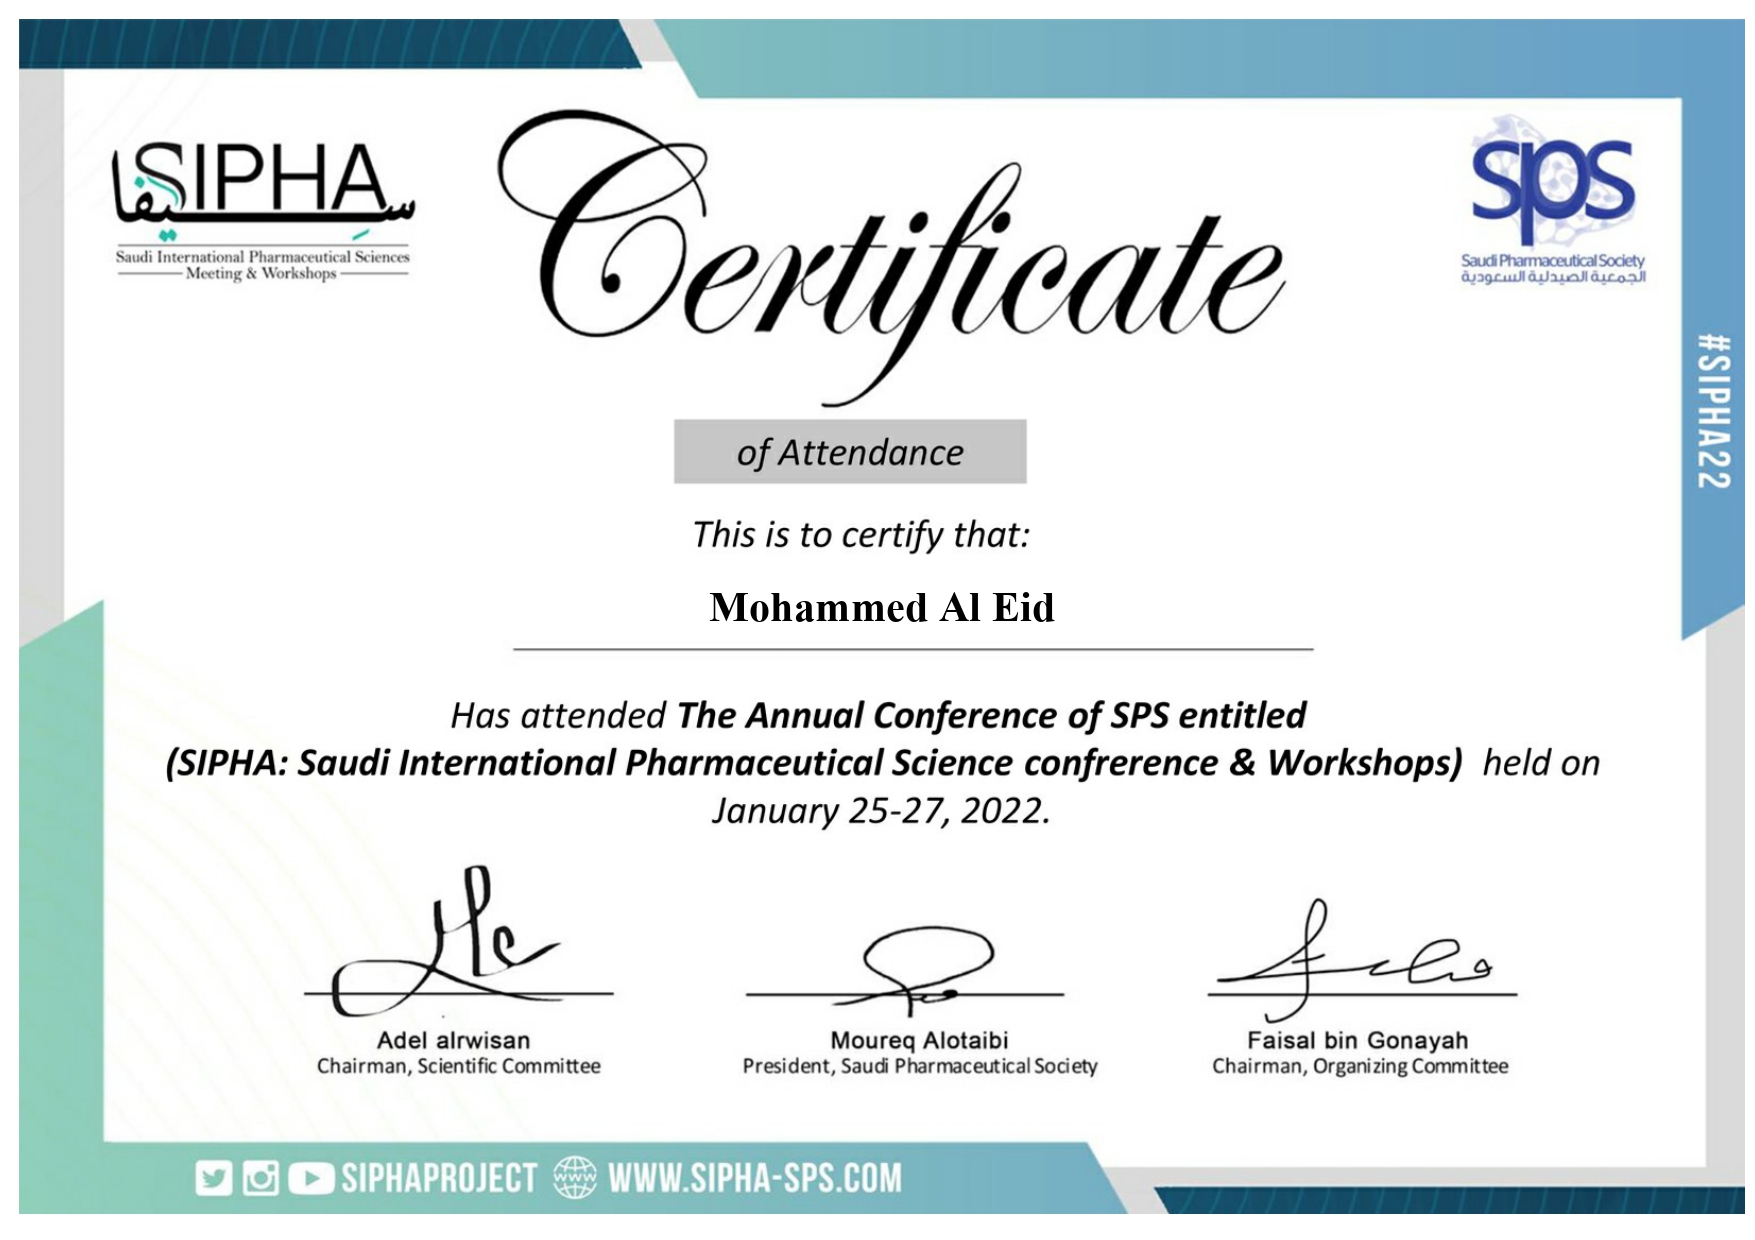 SIPHA
سيفا
Saudi International Pharmaceutical Sciences
Meeting & Workshops
Certificate
sps
Saudi Pharmaceutical Society
الجمعية الصيدلية السعودية
#SIPHA22
of Attendance
This is to certify that:
Mohammed Al Eid
Has attended The Annual Conference of SPS entitled
(SIPHA: Saudi International Pharmaceutical Science confrerence & Workshops) held on
January 25-27, 2022.
Adel alrwisan
Chairman, Scientific Committee
Moureq Alotaibi
President, Saudi Pharmaceutical Society
Faisal bin Gonayah
Chairman, Organizing Committee
SIPHAPROJECT WWW.SIPHA-SPS.COM